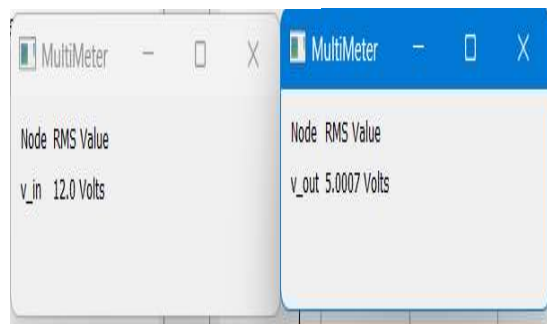 MultiMeter
Node RMS Value
v_in 12.0 Volts
MultiMeter
Node RMS Value
v_out 5.0007 Volts